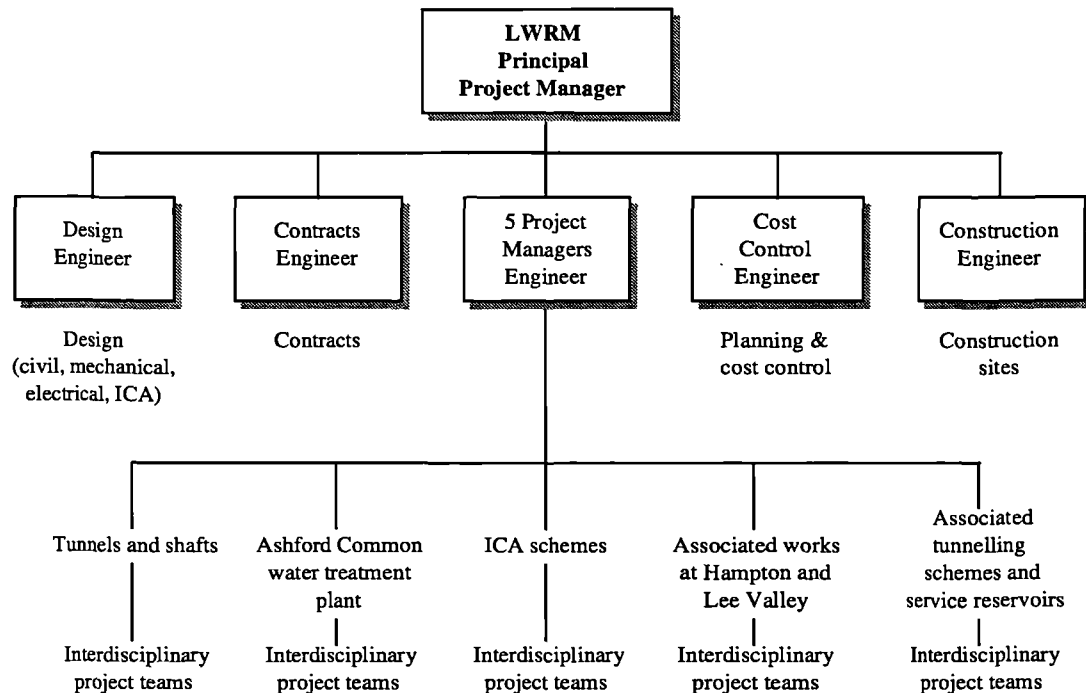 LWRM
Principal
Project Manager
Design
Engineer
Contracts
Engineer
5 Project
Managers
Engineer
Cost
Control
Engineer
Construction
Engineer
Design
(civil, mechanical,
electrical, ICA)
Contracts
Planning &
cost control
Construction
sites
Tunnels and shafts
Ashford Common
water treatment
plant
ICA schemes
Associated works
at Hampton and
Lee Valley
Associated
tunnelling
schemes and
service reservoirs
Interdisciplinary
project teams
Interdisciplinary
project teams
Interdisciplinary
project teams
Interdisciplinary
project teams
Interdisciplinary
project teams